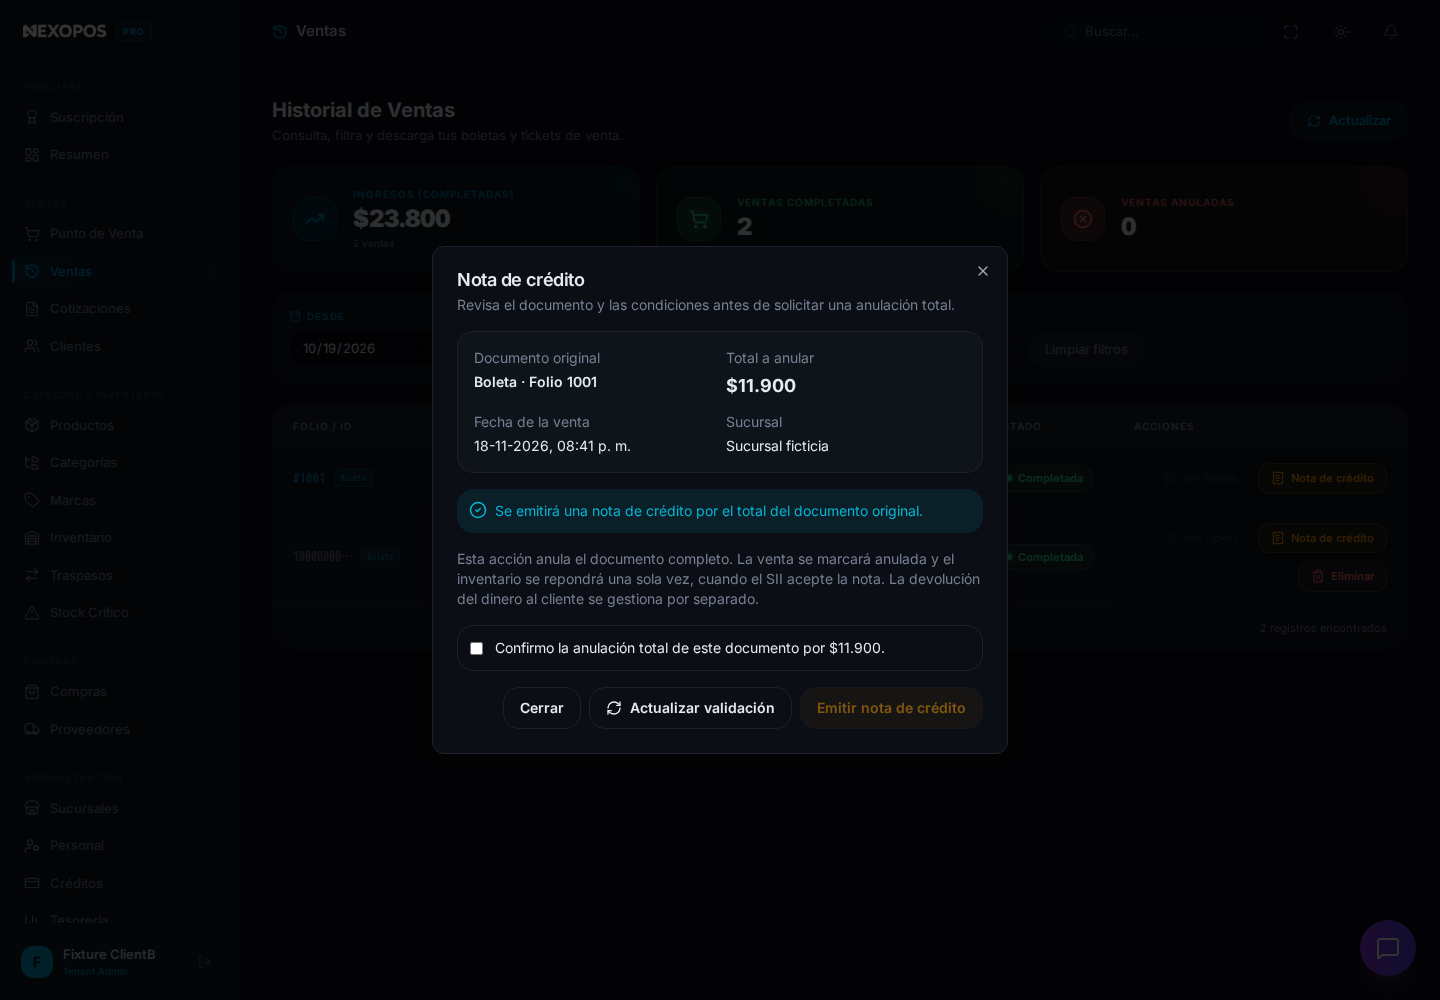 NEXOPOS PRO
PRINCIPAL
Suscripción
Resumen
VENTAS
Punto de Venta
Ventas
Cotizaciones
Clientes
CATÁLOGO E INVENTARIO
Productos
Categorías
Marcas
Inventario
Traspasos
Stock Crítico
COMPRAS
Compras
Proveedores
ADMINISTRACIÓN
Sucursales
Personal
Créditos
Tesorería
F
Fixture ClientB
Tenant Admin
Ventas
Buscar...
Historial de Ventas
Consulta, filtra y descarga tus boletas y tickets de venta.
Actualizar
INGRESOS (COMPLETADAS)
$23.800
2 ventas
VENTAS COMPLETADAS
2
VENTAS ANULADAS
0
DESDE
10/19/2026
Limpiar filtros
FOLIO / ID
TADO
ACCIONES
#1001 Boleta
Completada
Ver Boleta
Nota de crédito
10000000··· Boleta
Completada
Ver Ticket
Nota de crédito
Eliminar
2 registros encontrados
Nota de crédito
Revisa el documento y las condiciones antes de solicitar una anulación total.
Documento original
Total a anular
Boleta · Folio 1001
$11.900
Fecha de la venta
Sucursal
18-11-2026, 08:41 p. m.
Sucursal ficticia
Se emitirá una nota de crédito por el total del documento original.
Esta acción anula el documento completo. La venta se marcará anulada y el
inventario se repondrá una sola vez, cuando el SII acepte la nota. La devolución
del dinero al cliente se gestiona por separado.
Confirmo la anulación total de este documento por $11.900.
Cerrar
Actualizar validación
Emitir nota de crédito